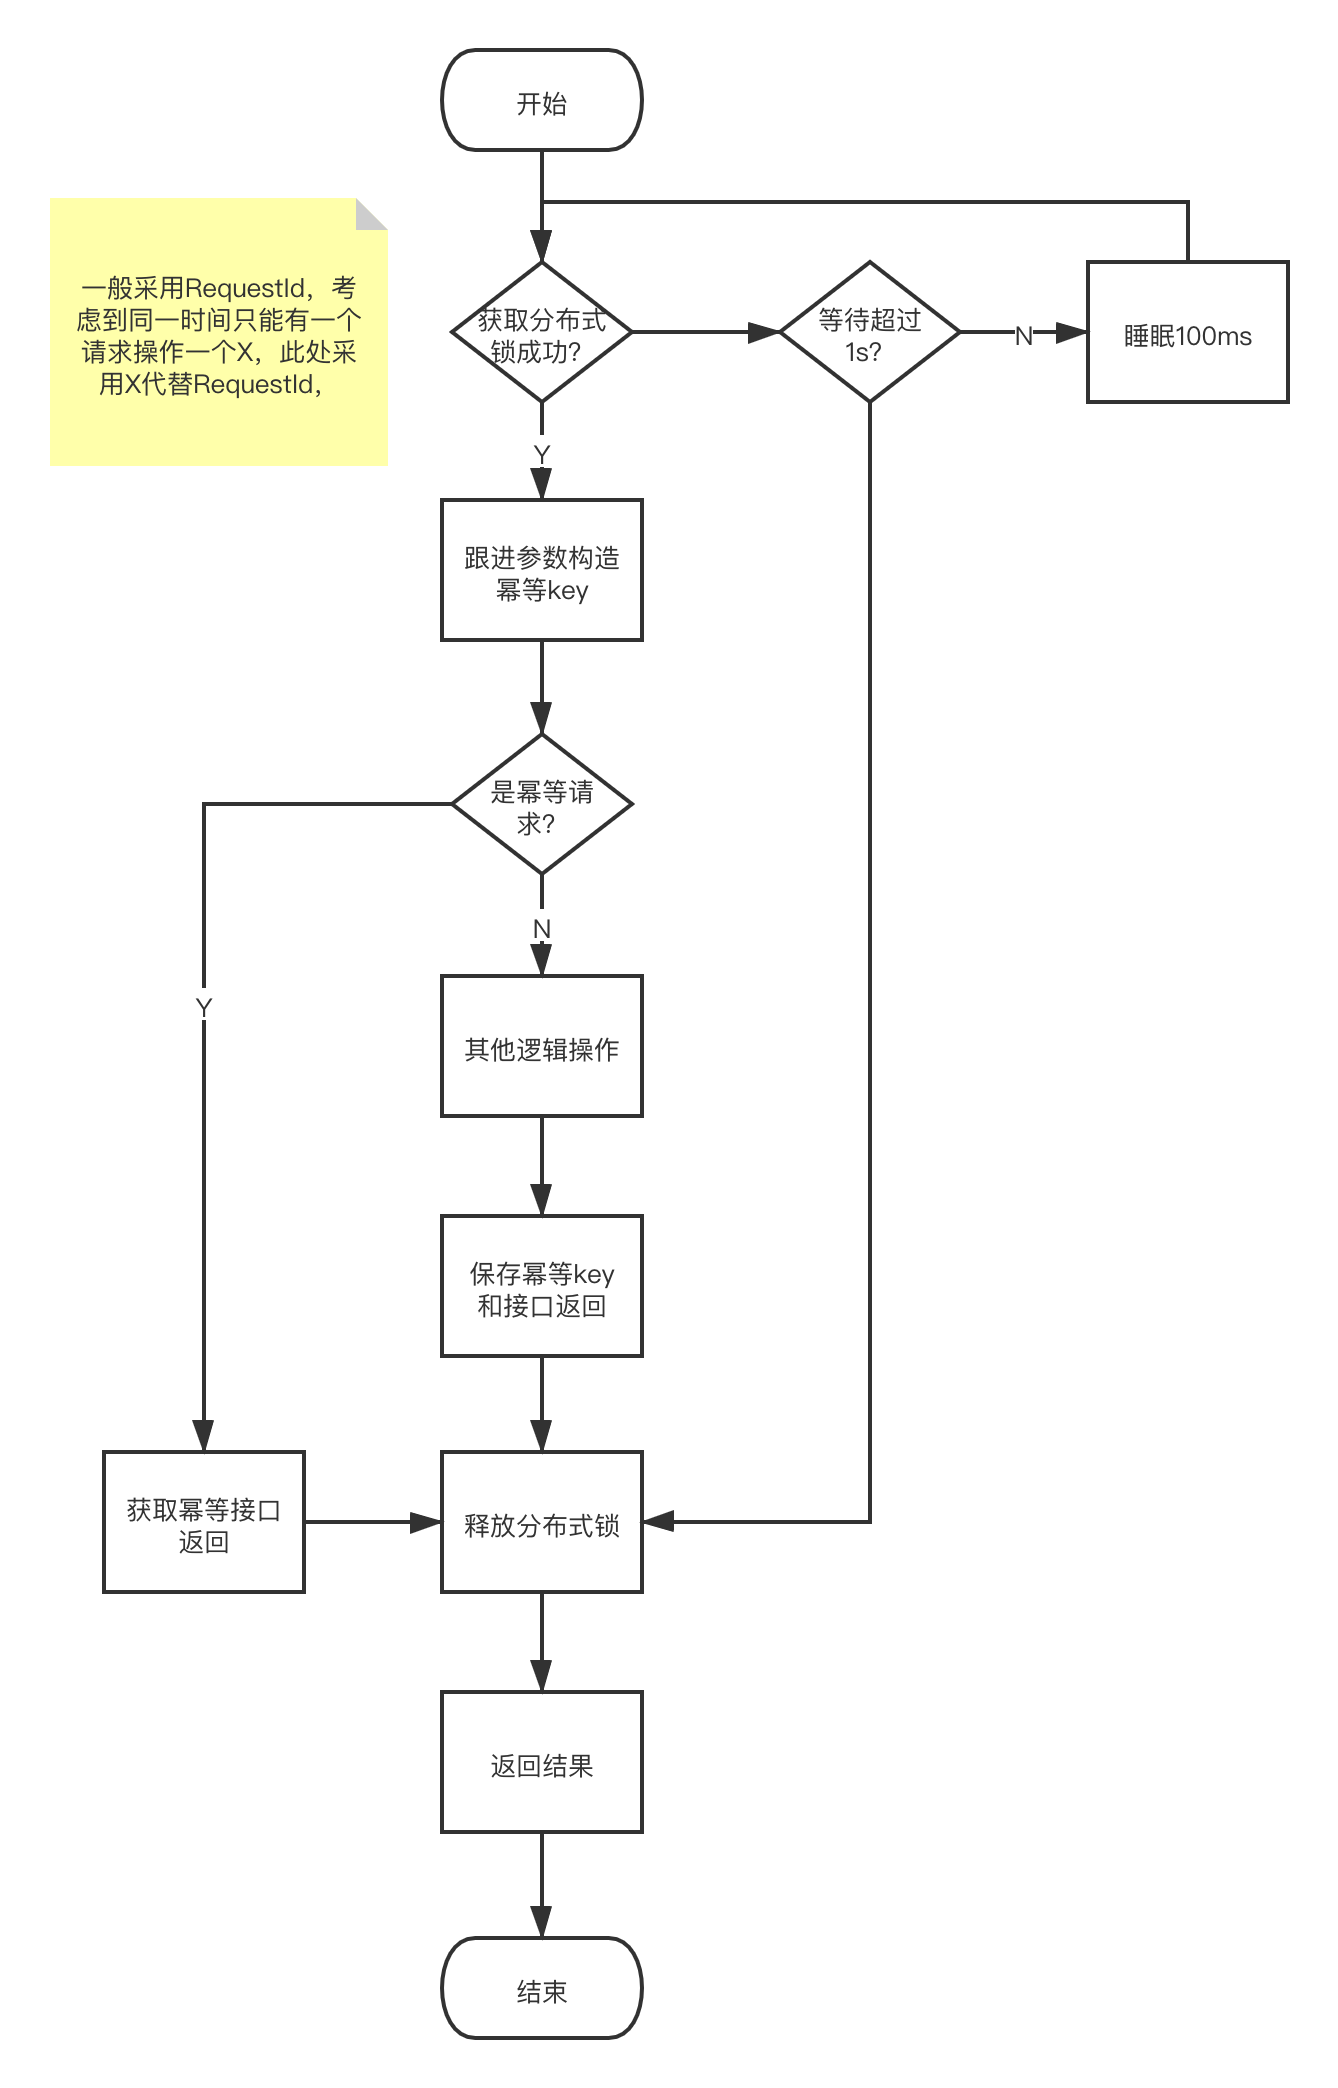 开始
一般采用RequestId，考
虑到同一时间只能有一个
请求操作一个X，此处采
用X代替RequestId，
获取分布式
锁成功？
等待超过
1s？
N
睡眠100ms
Y
跟进参数构造
幂等key
是幂等请
求？
N
Y
其他逻辑操作
保存幂等key
和接口返回
获取幂等接口
返回
释放分布式锁
返回结果
结束